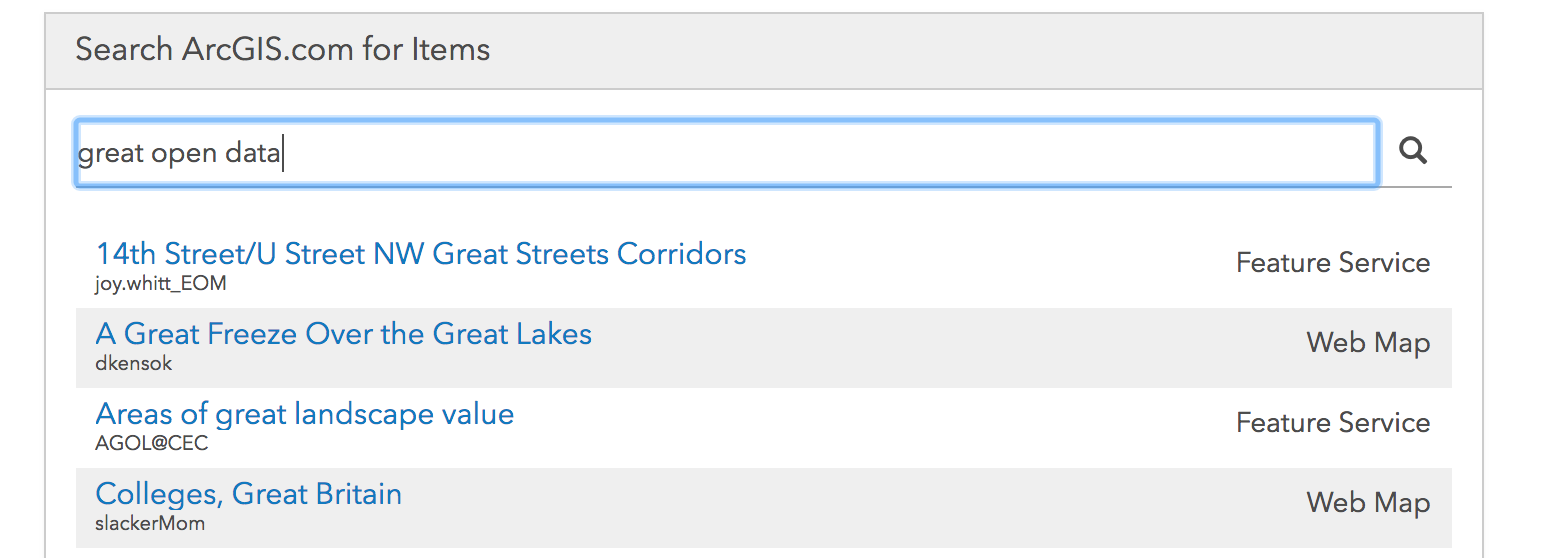 Search ArcGIS.com for Items
great open data
14th Street/U Street NW Great Streets Corridors
joy.whitt_EOM
Feature Service
A Great Freeze Over the Great Lakes
dkensok
Web Map
Areas of great landscape value
AGOL@CEC
Feature Service
Colleges, Great Britain
slackerMom
Web Map